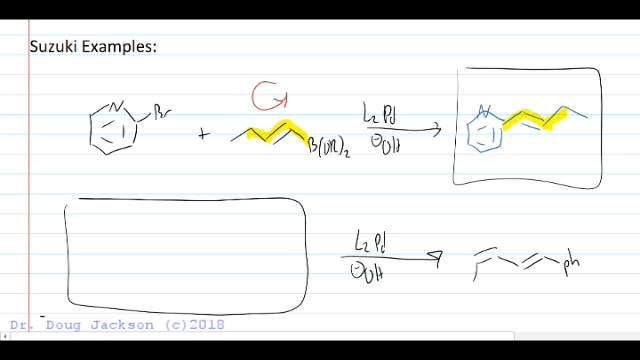 Suzuki Examples:
N Br + B(OR)2 L2Pd ⊖OH N
L2Pd ⊖OH ph
Dr. Doug Jackson (c)2018